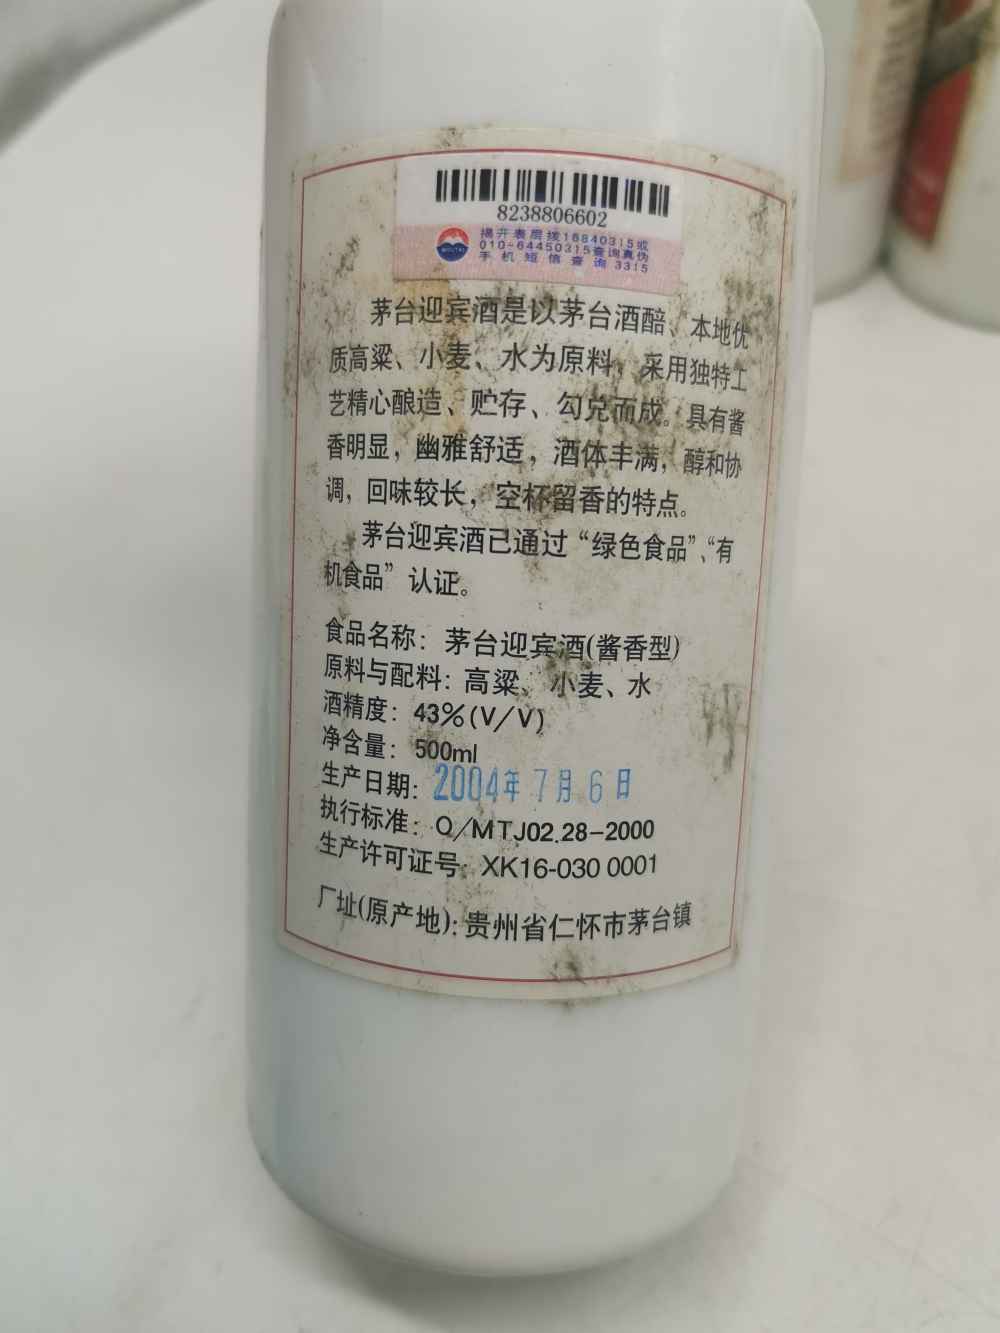 8238806602
揭开表层拨16840315或
010-64450315查询真伪
手机短信查询3315
MOUTAI
茅台迎宾酒是以茅台酒醅、本地优
质高粱、小麦、水为原料，采用独特工
艺精心酿造、贮存、勾兑而成。具有酱
香明显，幽雅舒适，酒体丰满，醇和协
调，回味较长，空杯留香的特点。
茅台迎宾酒已通过“绿色食品”、“有
机食品”认证。
食品名称：茅台迎宾酒(酱香型)
原料与配料：高粱、小麦、水
酒精度：43%(V/V)
净含量：500ml
生产日期：2004年7月6日
执行标准：Q/MTJ02.28-2000
生产许可证号：XK16-030 0001
厂址(原产地)：贵州省仁怀市茅台镇